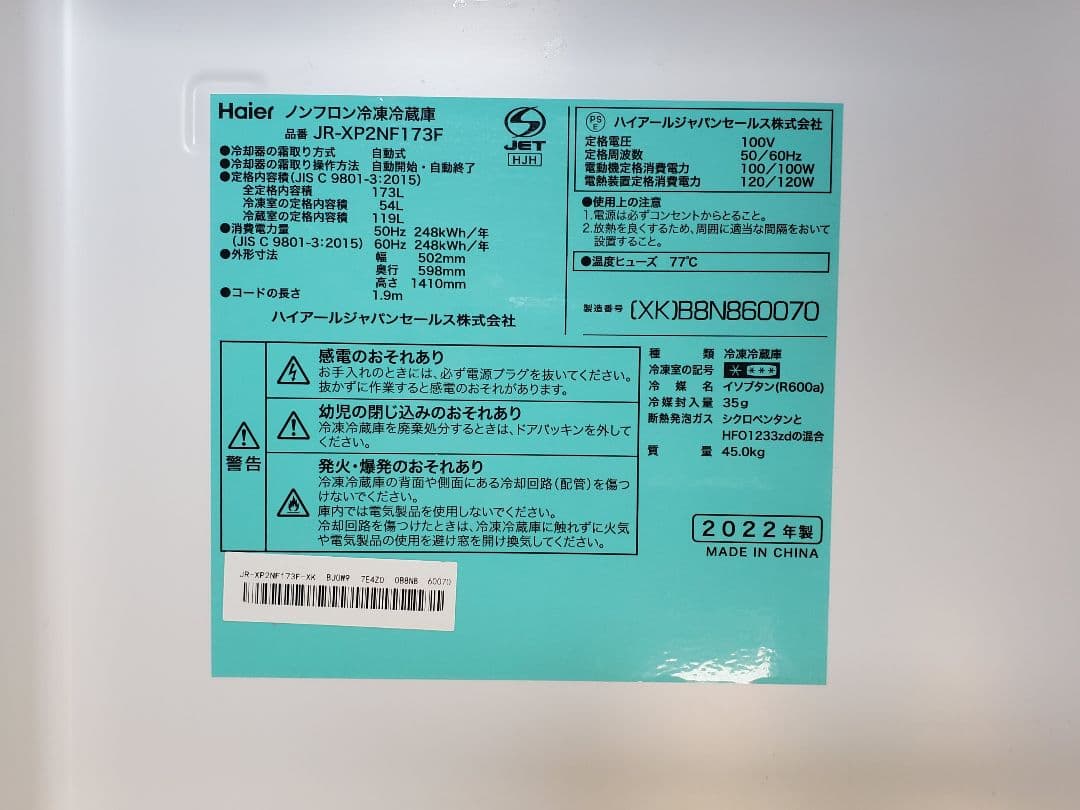 Haier ノンフロン冷凍冷蔵庫
品番 JR-XP2NF173F
JET
HJH
●冷却器の霜取り方式 自動式
●冷却器の霜取り操作方法 自動開始・自動終了
●定格内容積(JIS C 9801-3:2015)
全定格内容積 173L
冷凍室の定格内容積 54L
冷蔵室の定格内容積 119L
●消費電力量 50Hz 248kWh/年
(JIS C 9801-3:2015) 60Hz 248kWh/年
●外形寸法 幅 502mm
奥行 598mm
高さ 1410mm
●コードの長さ 1.9m
ハイアールジャパンセールス株式会社
PSE ハイアールジャパンセールス株式会社
定格電圧 100V
定格周波数 50/60Hz
電動機定格消費電力 100/100W
電熱装置定格消費電力 120/120W
●使用上の注意
1.電源は必ずコンセントからとること。
2.放熱を良くするため、周囲に適当な間隔をおいて
設置すること。
●温度ヒューズ 77℃
製造番号 (XK)B8N860070
警告
感電のおそれあり
お手入れのときには、必ず電源プラグを抜いてください。
抜かずに作業すると感電のおそれがあります。
幼児の閉じ込みのおそれあり
冷凍冷蔵庫を廃棄処分するときは、ドアパッキンを外して
ください。
発火・爆発のおそれあり
冷凍冷蔵庫の背面や側面にある冷却回路(配管)を傷つ
けないでください。
庫内では電気製品を使用しないでください。
冷却回路を傷つけたときは、冷凍冷蔵庫に触れずに火気
や電気製品の使用を避け窓を開け換気してください。
種類 冷凍冷蔵庫
冷凍室の記号 * ***
冷媒名 イソブタン(R600a)
冷媒封入量 35g
断熱発泡ガス シクロペンタンと
HFO1233zdの混合
質量 45.0kg
2022年製
MADE IN CHINA
JR-XP2NF173F-XK BJ0W9 7E4Z0 0B8N8 60070